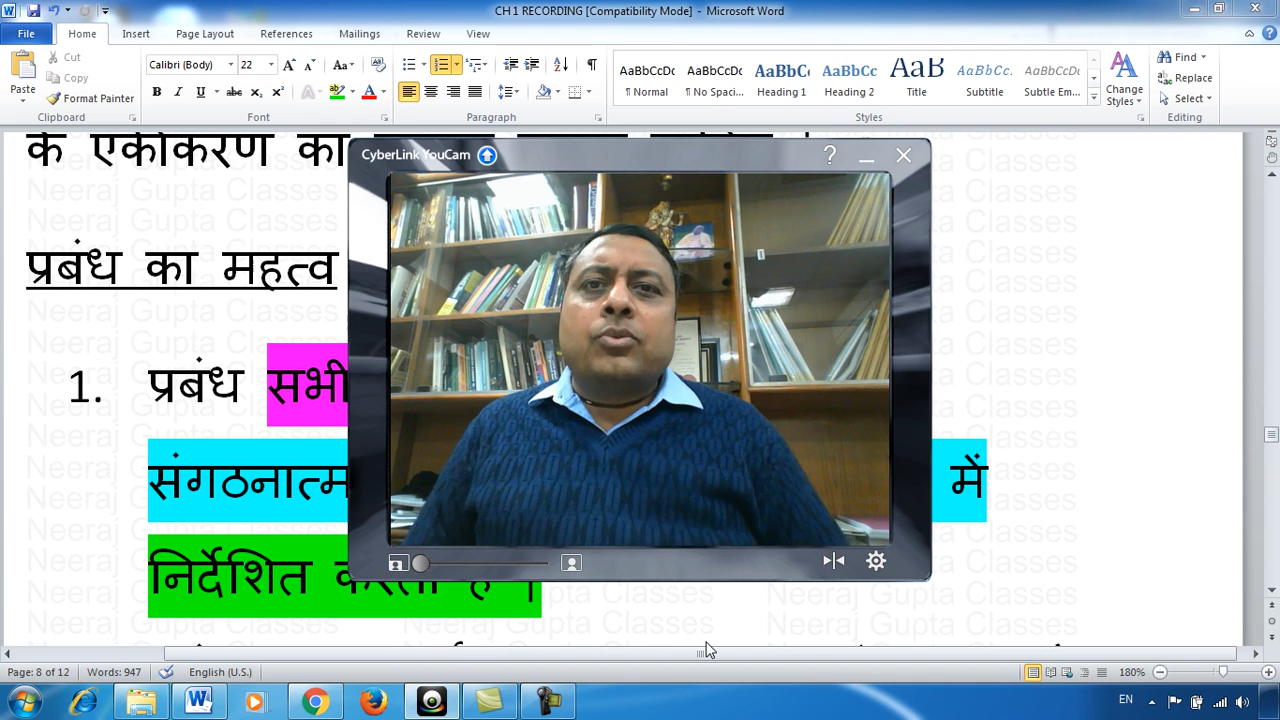 CH 1 RECORDING [Compatibility Mode] - Microsoft Word
File Home Insert Page Layout References Mailings Review View
Paste Cut Copy Format Painter
Calibri (Body) 22
AaBbCcDc AaBbCcDc AaBbCc AaBbCc AaB AaBbCcL AaBbCcDc
¶ Normal ¶ No Spaci... Heading 1 Heading 2 Title Subtitle Subtle Em...
Change Styles
Find Replace Select
Clipboard Font Paragraph Styles Editing
के एकीकरण का
CyberLink YouCam
प्रबंध का महत्व
1. प्रबंध सभी
संगठनात्म में
निर्देशित करता है |
Neeraj Gupta Classes
Page: 8 of 12 Words: 947 English (U.S.) 180%
EN